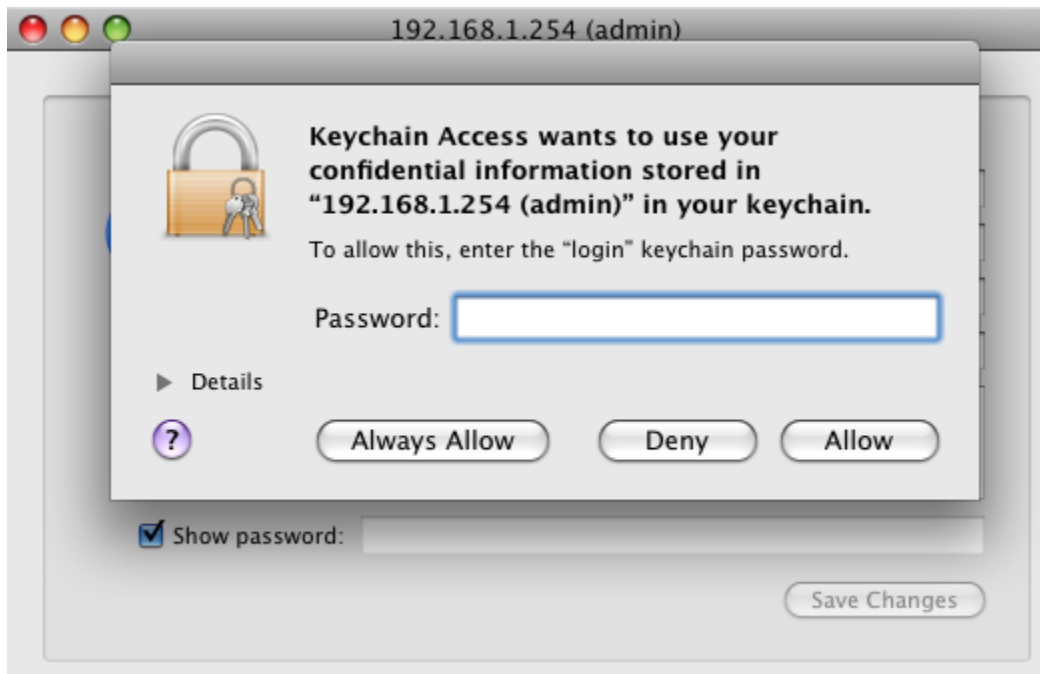 192.168.1.254 (admin)
Keychain Access wants to use your
confidential information stored in
“192.168.1.254 (admin)” in your keychain.
To allow this, enter the “login” keychain password.
Password:
Details
? Always Allow Deny Allow
Show password:
Save Changes